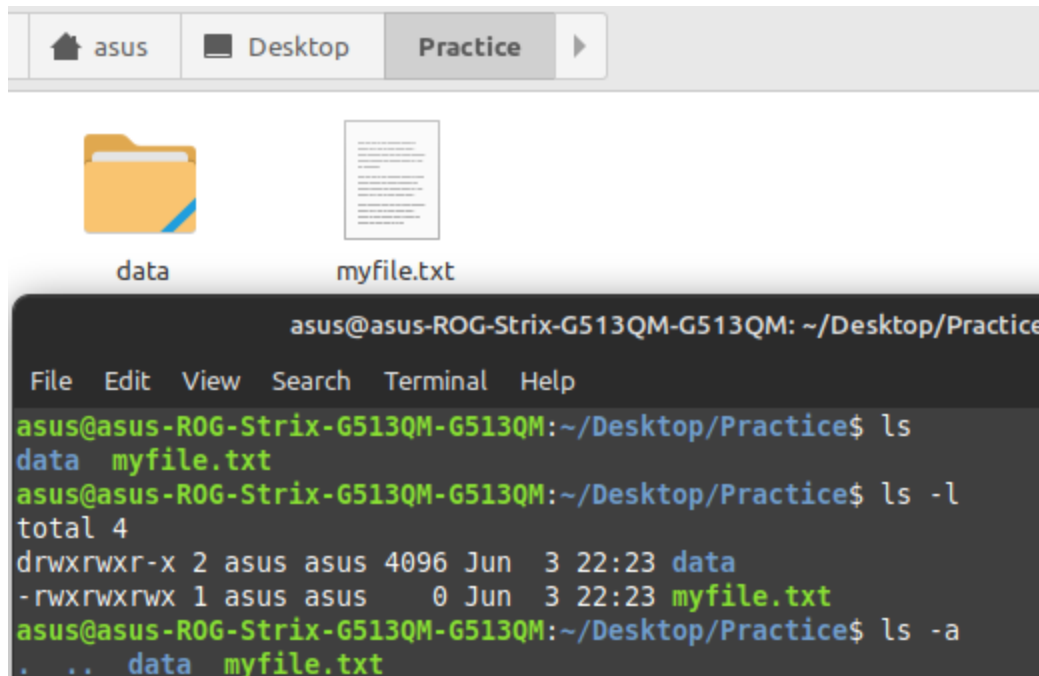 asus Desktop Practice
data myfile.txt
asus@asus-ROG-Strix-G513QM-G513QM: ~/Desktop/Practice
File Edit View Search Terminal Help
asus@asus-ROG-Strix-G513QM-G513QM:~/Desktop/Practice$ ls
data  myfile.txt
asus@asus-ROG-Strix-G513QM-G513QM:~/Desktop/Practice$ ls -l
total 4
drwxrwxr-x 2 asus asus 4096 Jun  3 22:23 data
-rwxrwxrwx 1 asus asus    0 Jun  3 22:23 myfile.txt
asus@asus-ROG-Strix-G513QM-G513QM:~/Desktop/Practice$ ls -a
.  ..  data  myfile.txt